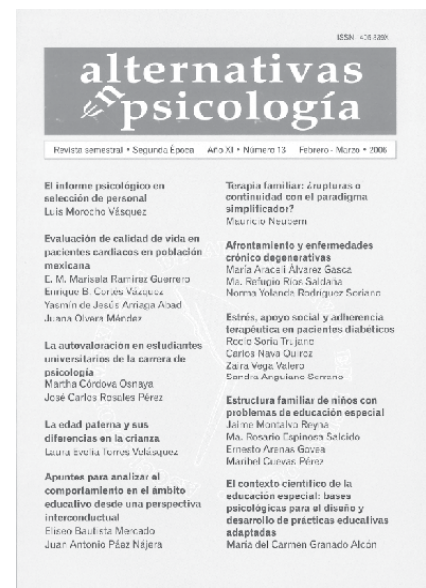 ISSN
alternativas
en psicología
Revista semestral • Segunda Época Año XI • Número 13 Febrero - Marzo • 2006
El informe psicológico en
selección de personal
Luis Morocho Vásquez
Evaluación de calidad de vida en
pacientes cardiacos en población
mexicana
E. M. Marisela Ramírez Guerrero
Enrique B. Cortés Vázquez
Yasmín de Jesús Arriaga Abad
Juana Olvera Méndez
La autovaloración en estudiantes
universitarios de la carrera de
psicología
Martha Córdova Osnaya
José Carlos Rosales Pérez
La edad paterna y sus
diferencias en la crianza
Laura Evelia Torres Velásquez
Apuntes para analizar el
comportamiento en el ámbito
educativo desde una perspectiva
interconductual
Eliseo Bautista Mercado
Juan Antonio Páez Nájera
Terapia familiar: ¿rupturas o
continuidad con el paradigma
simplificador?
Mauricio Neubern
Afrontamiento y enfermedades
crónico degenerativas
María Araceli Álvarez Gasca
Ma. Refugio Ríos Saldaña
Norma Yolanda Rodríguez Soriano
Estrés, apoyo social y adherencia
terapéutica en pacientes diabéticos
Rocío Soria Trujano
Carlos Nava Quiroz
Zaira Vega Valero
Sandra Anguiano Serrano
Estructura familiar de niños con
problemas de educación especial
Jaime Montalvo Reyna
Ma. Rosario Espinosa Salcido
Ernesto Arenas Govea
Maribel Cuevas Pérez
El contexto científico de la
educación especial: bases
psicológicas para el diseño y
desarrollo de prácticas educativas
adaptadas
María del Carmen Granado Alcón